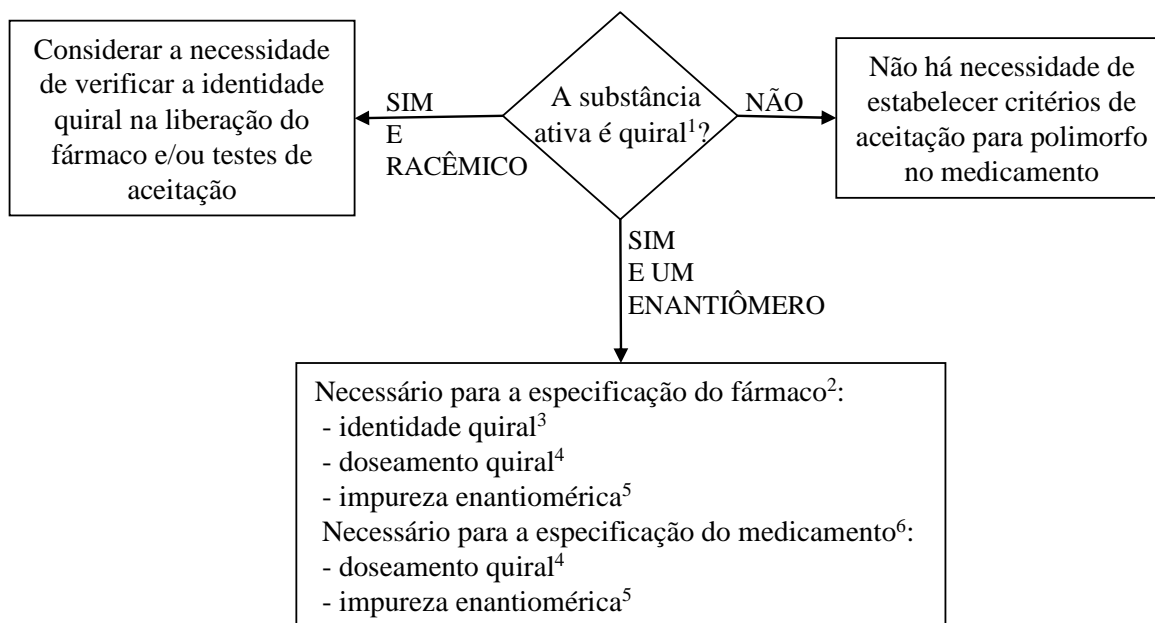 Considerar a necessidade
de verificar a identidade
quiral na liberação do
fármaco e/ou testes de
aceitação
SIM
E
RACÊMICO
A substância
ativa é quiral¹?
NÃO
Não há necessidade de
estabelecer critérios de
aceitação para polimorfo
no medicamento
SIM
E UM
ENANTIÔMERO
Necessário para a especificação do fármaco²:
- identidade quiral³
- doseamento quiral⁴
- impureza enantiomérica⁵
Necessário para a especificação do medicamento⁶:
- doseamento quiral⁴
- impureza enantiomérica⁵